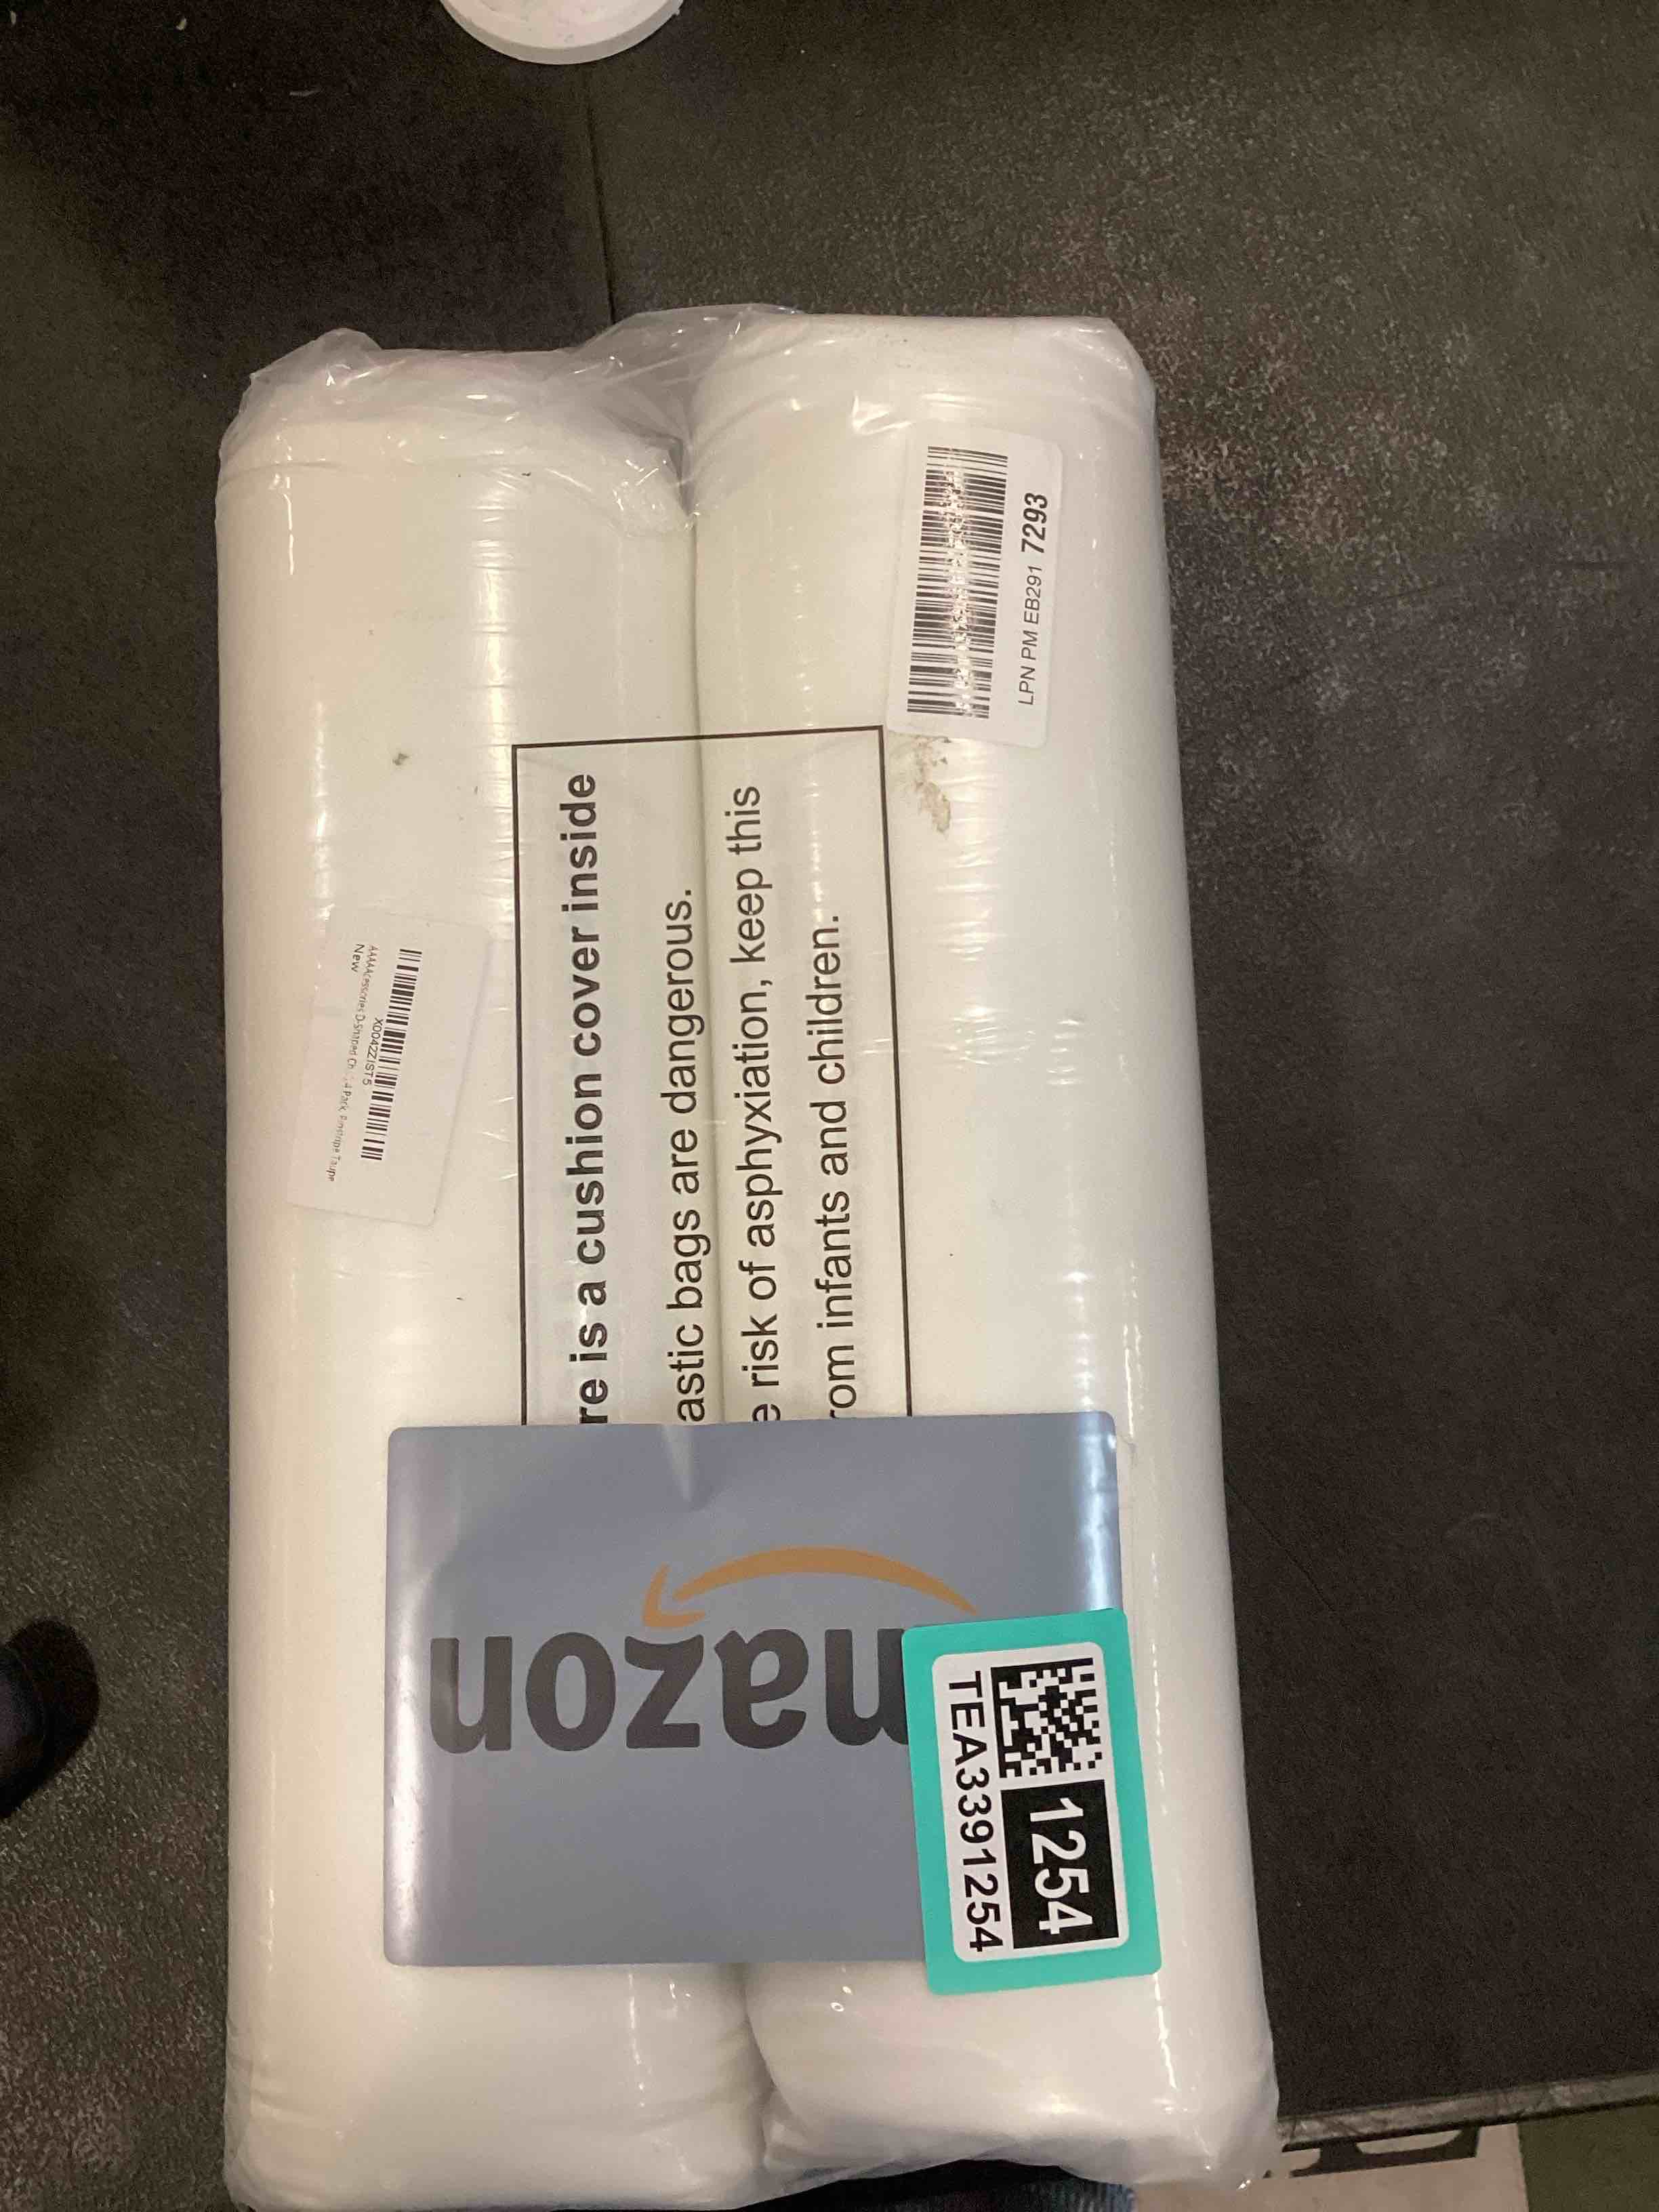 LPN PM EB291 7293
re is a cushion cover inside
astic bags are dangerous.
e risk of asphyxiation, keep this
rom infants and children.
X0042ZIST5
New
mazon
TEA3391254
1254